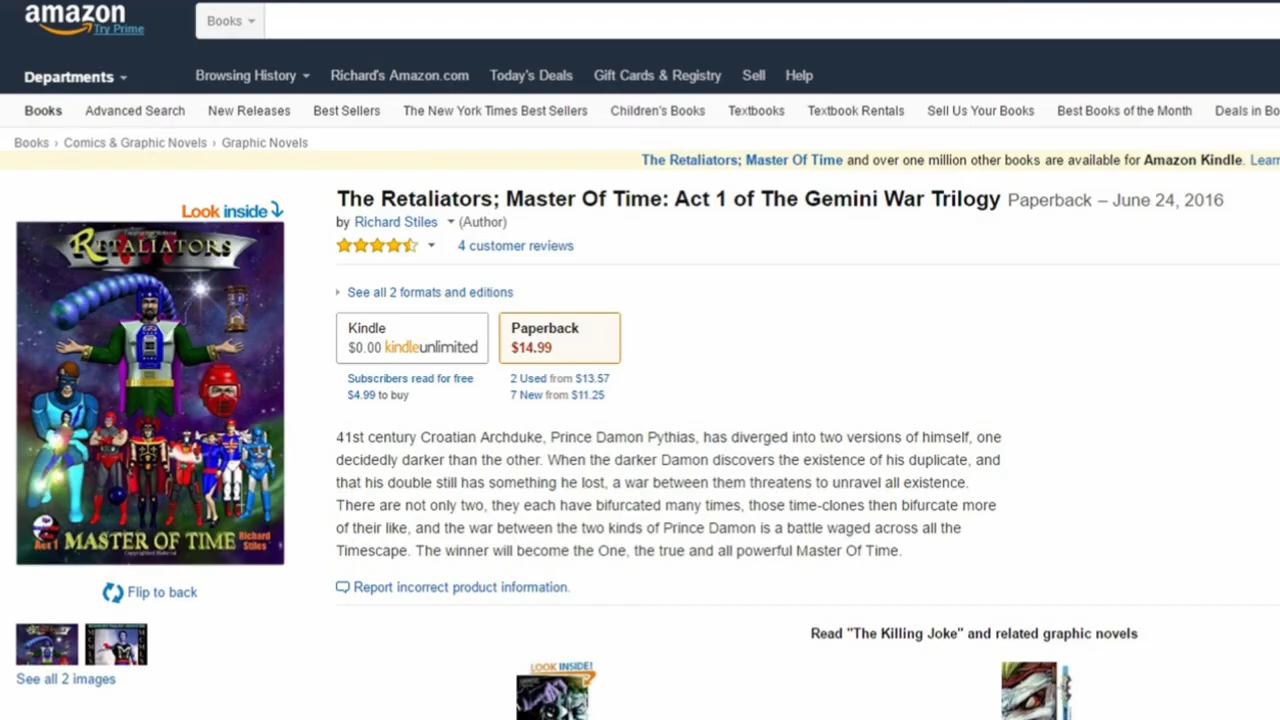 amazon
Try Prime
Books
Departments
Browsing History
Richard's Amazon.com
Today's Deals
Gift Cards & Registry
Sell
Help
Books
Advanced Search
New Releases
Best Sellers
The New York Times Best Sellers
Children's Books
Textbooks
Textbook Rentals
Sell Us Your Books
Best Books of the Month
Deals in Bo
Books › Comics & Graphic Novels › Graphic Novels
The Retaliators; Master Of Time and over one million other books are available for Amazon Kindle. Learn
Look inside
RETALIATORS
Act 1
MASTER OF TIME
Richard
Stiles
Flip to back
See all 2 images
The Retaliators; Master Of Time: Act 1 of The Gemini War Trilogy Paperback – June 24, 2016
by Richard Stiles (Author)
4 customer reviews
See all 2 formats and editions
Kindle
$0.00 kindleunlimited
Subscribers read for free
$4.99 to buy
Paperback
$14.99
2 Used from $13.57
7 New from $11.25
41st century Croatian Archduke, Prince Damon Pythias, has diverged into two versions of himself, one
decidedly darker than the other. When the darker Damon discovers the existence of his duplicate, and
that his double still has something he lost, a war between them threatens to unravel all existence.
There are not only two, they each have bifurcated many times, those time-clones then bifurcate more
of their like, and the war between the two kinds of Prince Damon is a battle waged across all the
Timescape. The winner will become the One, the true and all powerful Master Of Time.
Report incorrect product information.
Read "The Killing Joke" and related graphic novels
LOOK INSIDE!